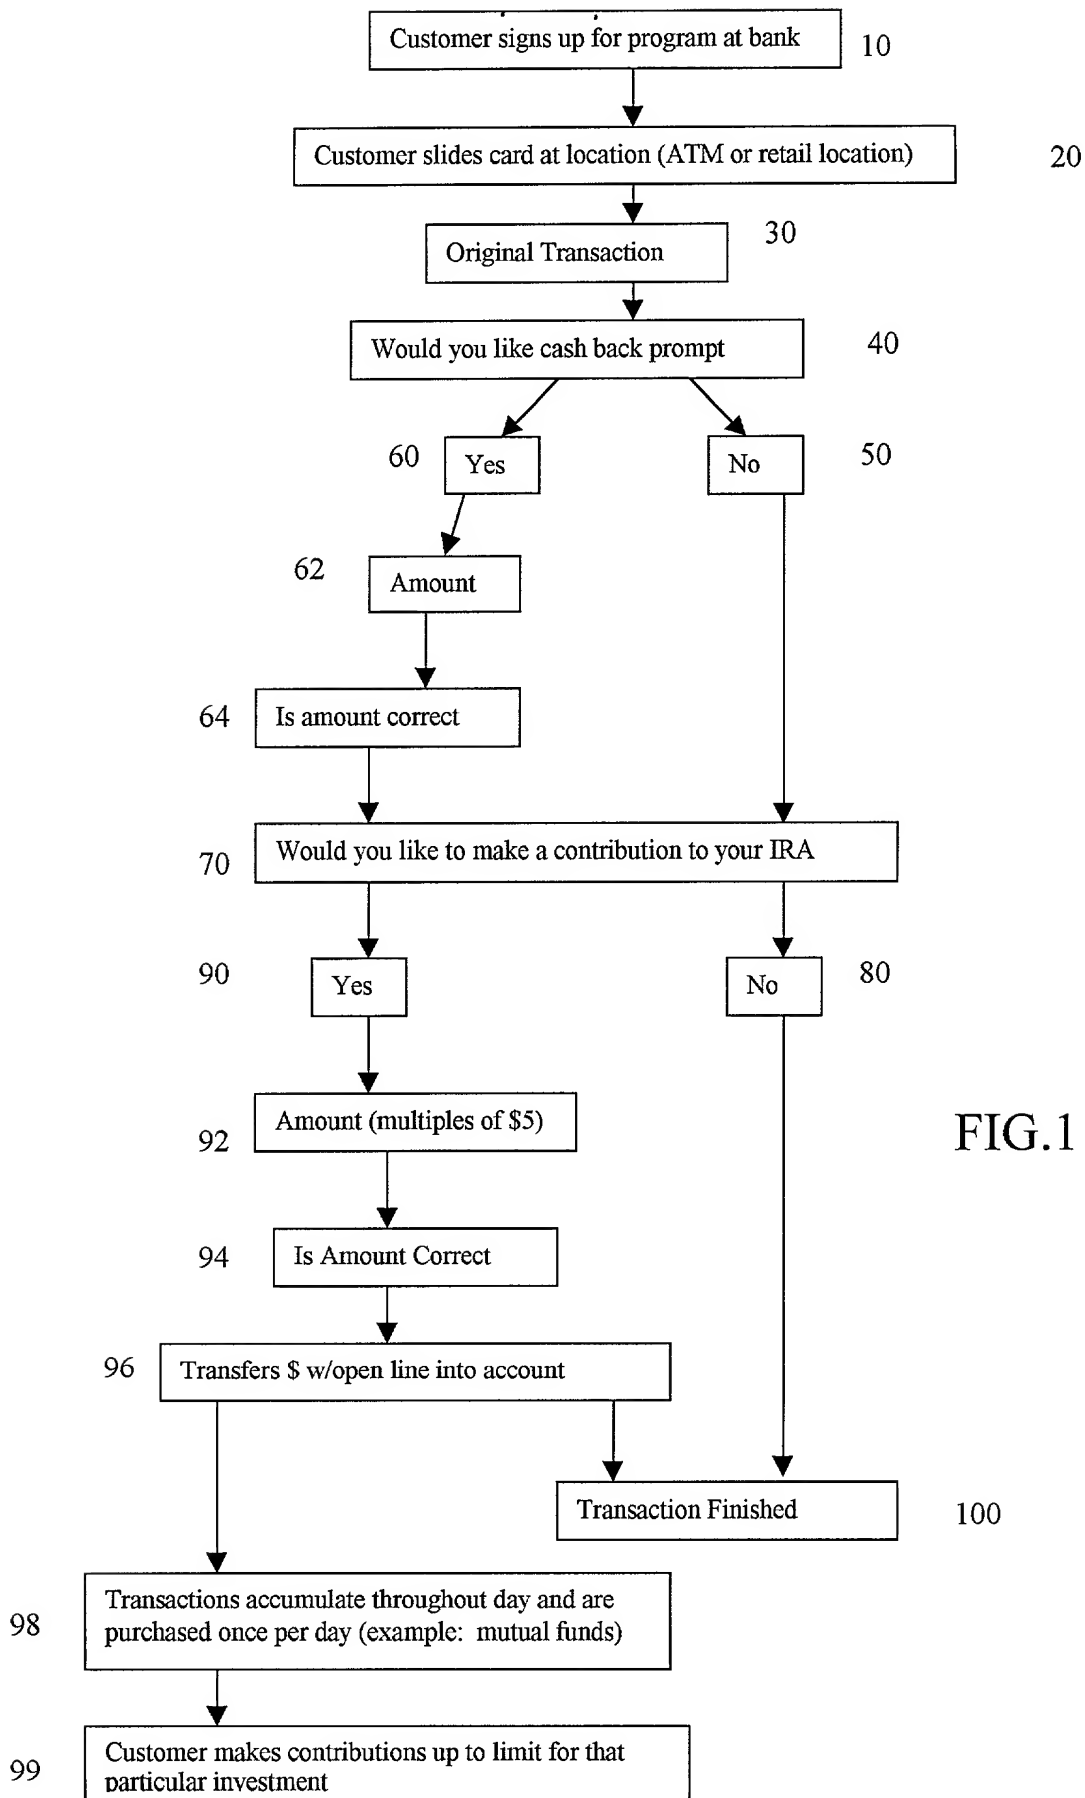 Customer signs up for program at bank
10
Customer slides card at location (ATM or retail location)
20
30
Original Transaction
Would you like cash back prompt
40
60
Yes
No
50
62
Amount
64
Is amount correct
70
Would you like to make a contribution to your IRA
90
Yes
No
80
92
Amount (multiples of $5)
FIG.1
94
Is Amount Correct
96
Transfers $ w/open line into account
Transaction Finished
100
98
Transactions accumulate throughout day and are
purchased once per day (example: mutual funds)
99
Customer makes contributions up to limit for that
particular investment